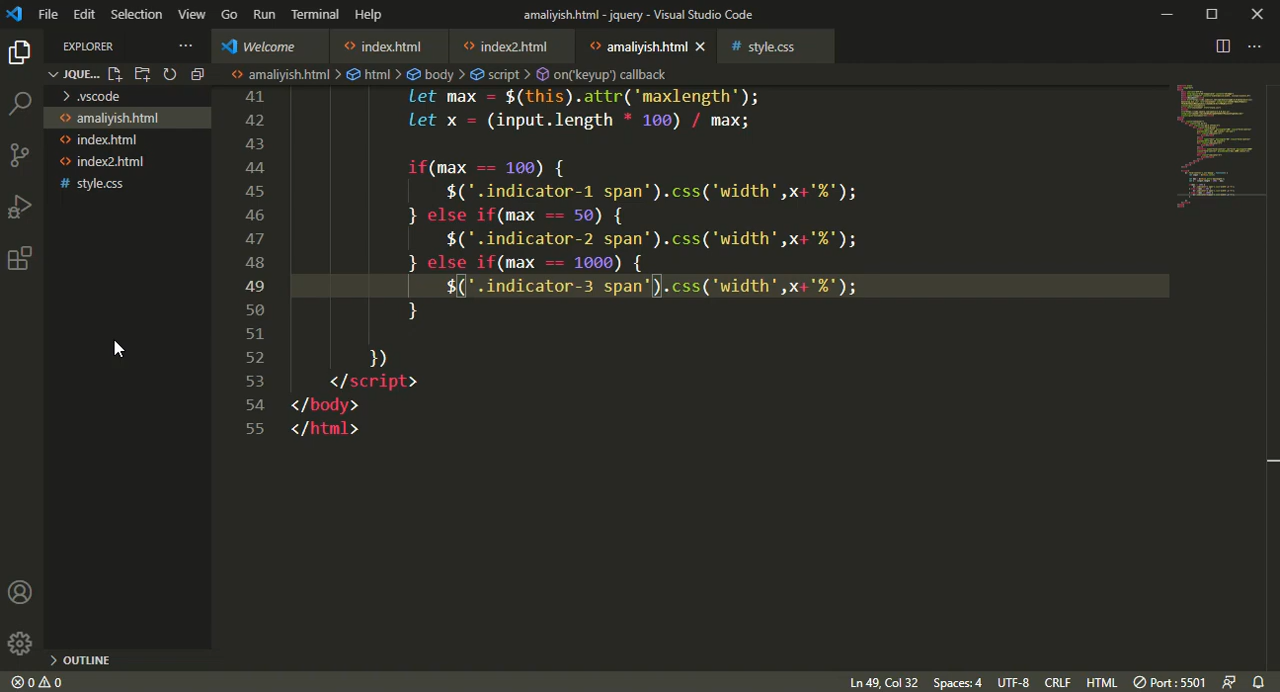 File Edit Selection View Go Run Terminal Help
amaliyish.html - jquery - Visual Studio Code
EXPLORER
Welcome
index.html
index2.html
amaliyish.html
# style.css
JQUE...
amaliyish.html > html > body > script > on('keyup') callback
.vscode
amaliyish.html
index.html
index2.html
# style.css
41 let max = $(this).attr('maxlength');
42 let x = (input.length * 100) / max;
43
44 if(max == 100) {
45 $('.indicator-1 span').css('width',x+'%');
46 } else if(max == 50) {
47 $('.indicator-2 span').css('width',x+'%');
48 } else if(max == 1000) {
49 $('.indicator-3 span').css('width',x+'%');
50 }
51
52 })
53 </script>
54 </body>
55 </html>
OUTLINE
0 0
Ln 49, Col 32 Spaces: 4 UTF-8 CRLF HTML Port : 5501